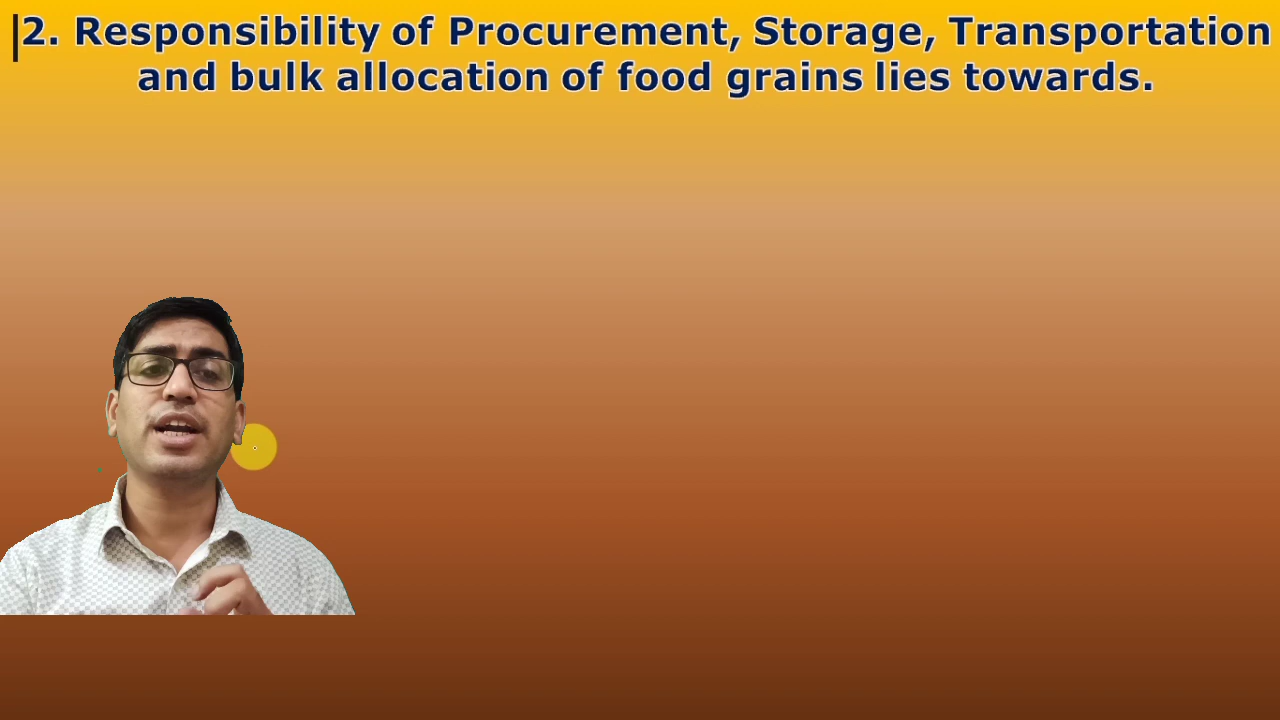 2. Responsibility of Procurement, Storage, Transportation
and bulk allocation of food grains lies towards.